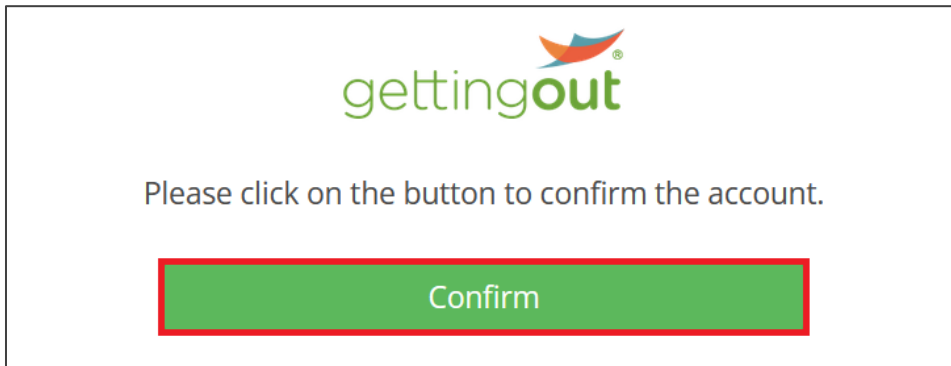 gettingout®
Please click on the button to confirm the account.
Confirm